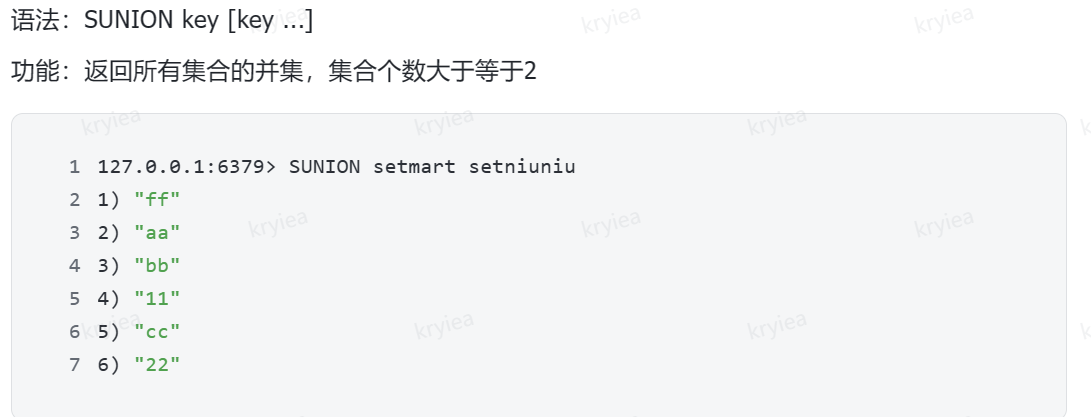 语法：SUNION key [key ...]
功能：返回所有集合的并集，集合个数大于等于2
1 127.0.0.1:6379> SUNION setmart setniuniu
2 1) "ff"
3 2) "aa"
4 3) "bb"
5 4) "11"
6 5) "cc"
7 6) "22"
kryiea
kryiea
kryiea
kryiea
kryiea
kryiea
kryiea
kryiea
kryiea
kryiea
kryiea
kryiea